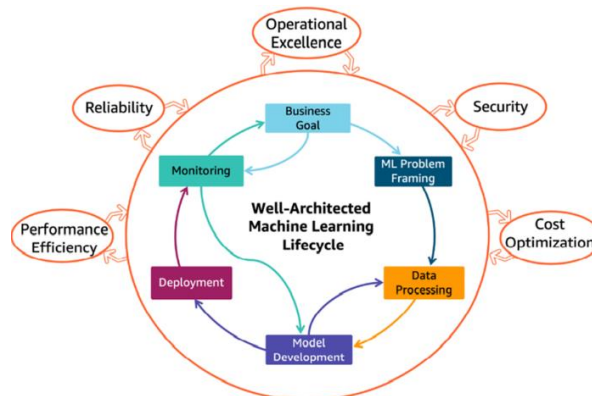 Operational
Excellence
Reliability
Security
Business
Goal
Monitoring
ML Problem
Framing
Well-Architected
Machine Learning
Lifecycle
Performance
Efficiency
Cost
Optimization
Deployment
Data
Processing
Model
Development